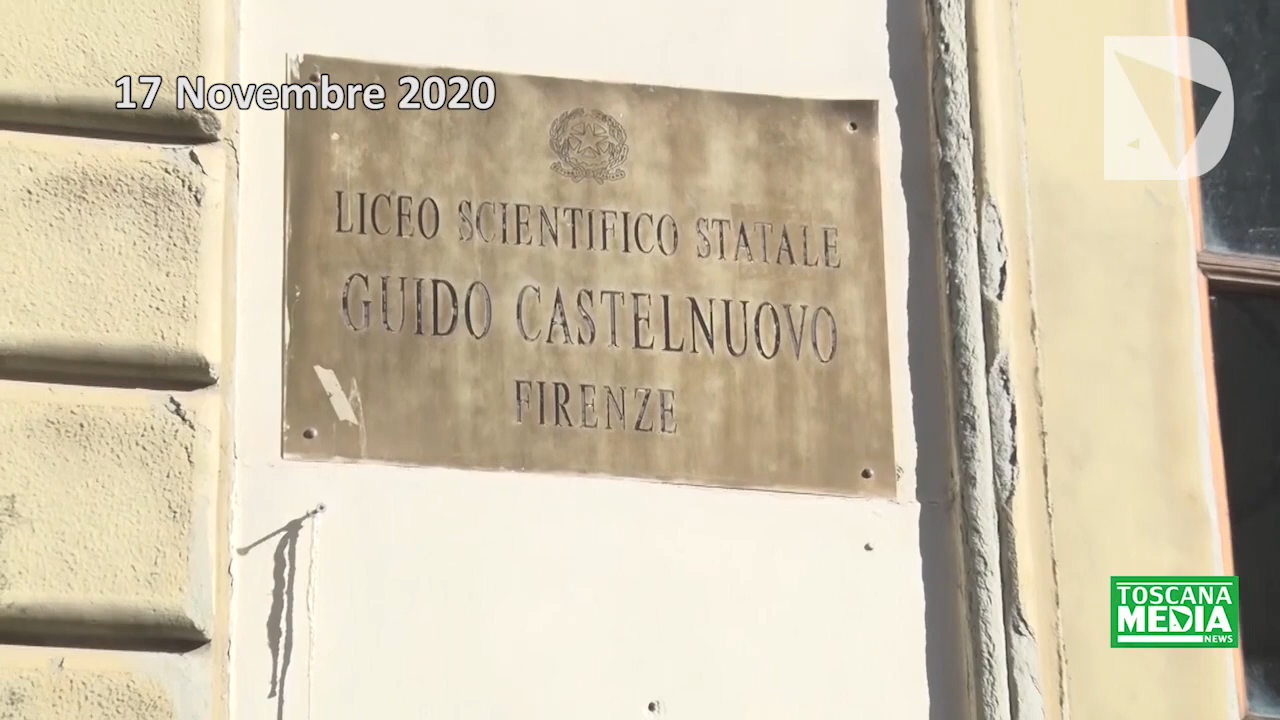 17 Novembre 2020
LICEO SCIENTIFICO STATALE
GUIDO CASTELNUOVO
FIRENZE
TOSCANA
MEDIA
NEWS